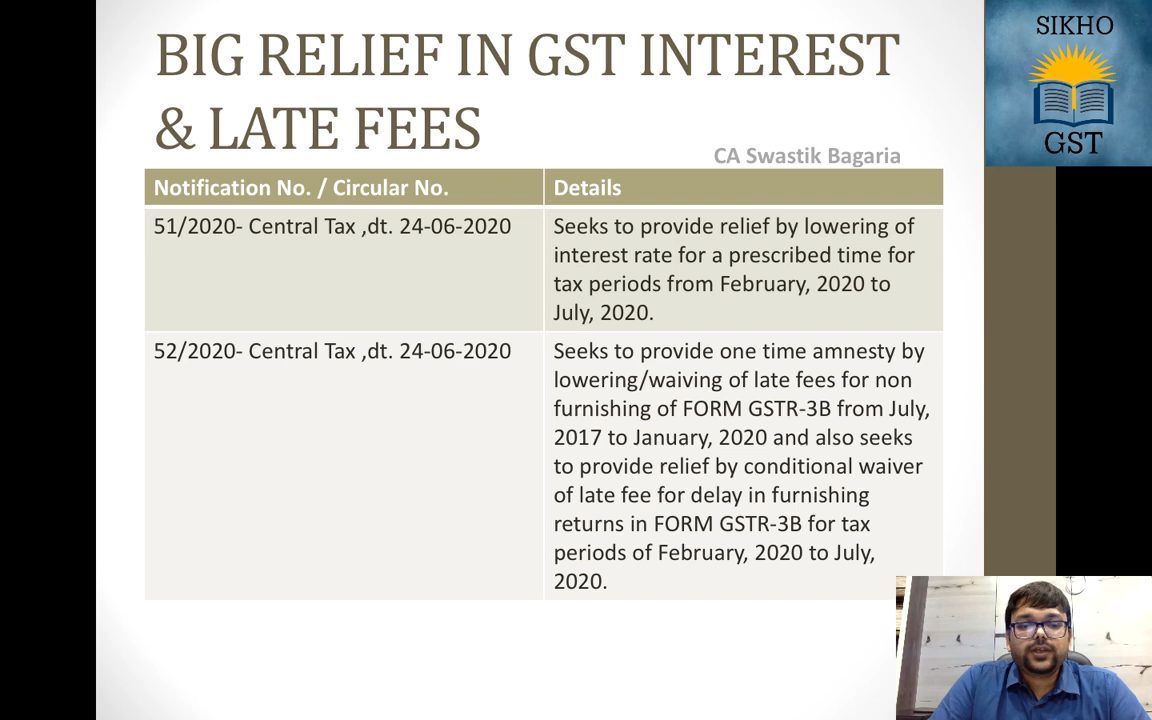 BIG RELIEF IN GST INTEREST
& LATE FEES
SIKHO
GST
CA Swastik Bagaria
Notification No. / Circular No.
Details
51/2020- Central Tax ,dt. 24-06-2020
Seeks to provide relief by lowering of
interest rate for a prescribed time for
tax periods from February, 2020 to
July, 2020.
52/2020- Central Tax ,dt. 24-06-2020
Seeks to provide one time amnesty by
lowering/waiving of late fees for non
furnishing of FORM GSTR-3B from July,
2017 to January, 2020 and also seeks
to provide relief by conditional waiver
of late fee for delay in furnishing
returns in FORM GSTR-3B for tax
periods of February, 2020 to July,
2020.